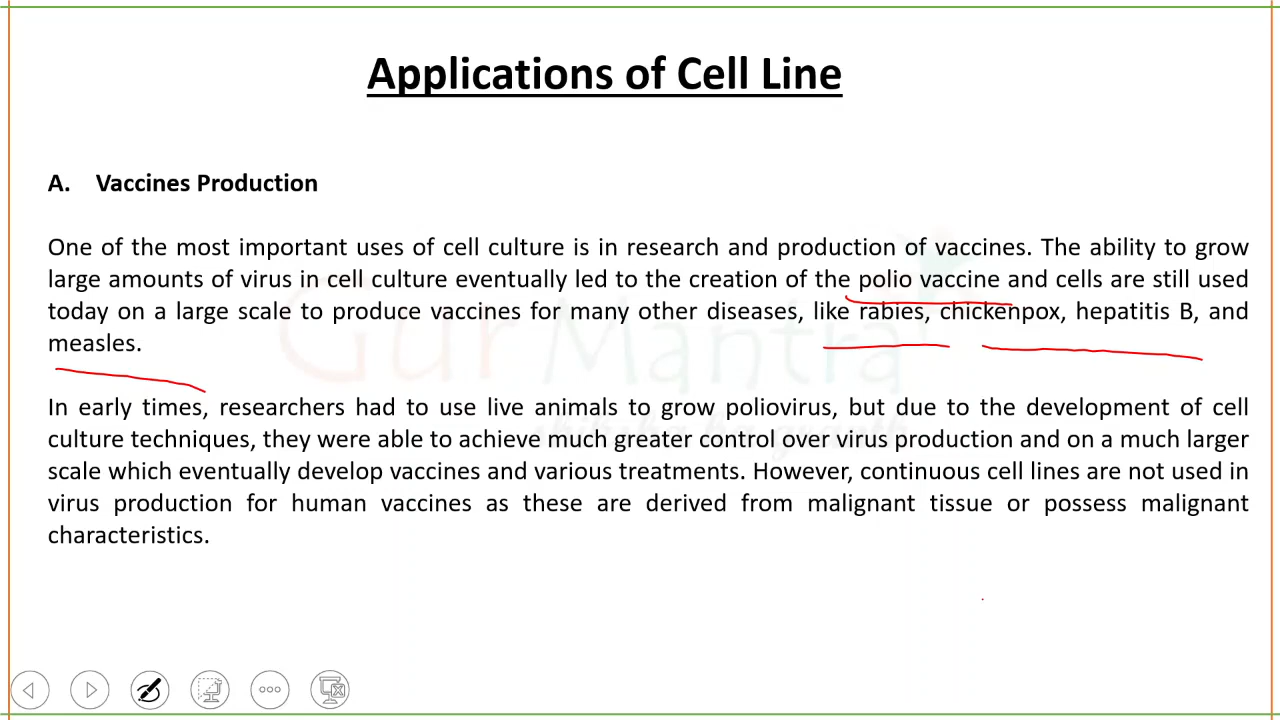 Applications of Cell Line
A. Vaccines Production
One of the most important uses of cell culture is in research and production of vaccines. The ability to grow
large amounts of virus in cell culture eventually led to the creation of the polio vaccine and cells are still used
today on a large scale to produce vaccines for many other diseases, like rabies, chickenpox, hepatitis B, and
measles.
In early times, researchers had to use live animals to grow poliovirus, but due to the development of cell
culture techniques, they were able to achieve much greater control over virus production and on a much larger
scale which eventually develop vaccines and various treatments. However, continuous cell lines are not used in
virus production for human vaccines as these are derived from malignant tissue or possess malignant
characteristics.
Gur Mantra
shiksha ka granth